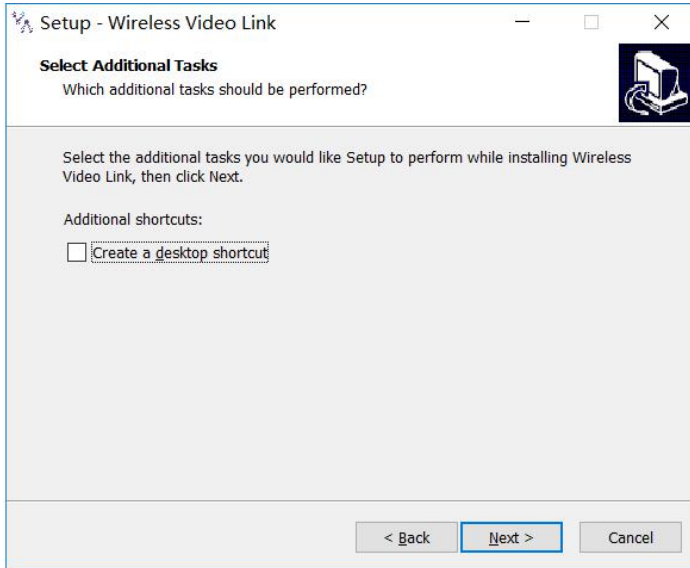 Setup - Wireless Video Link
Select Additional Tasks
Which additional tasks should be performed?
Select the additional tasks you would like Setup to perform while installing Wireless
Video Link, then click Next.
Additional shortcuts:
Create a desktop shortcut
< Back Next > Cancel